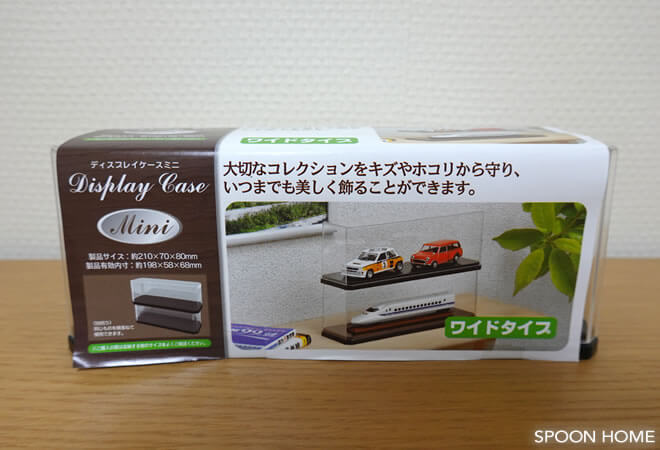 ワイドタイプ
ディスプレイケースミニ
Display Case
Mini
製品サイズ：約210×70×80mm
製品有効内寸：約198×58×68mm
大切なコレクションをキズやホコリから守り、
いつまでも美しく飾ることができます。
ワイドタイプ
SPOON HOME